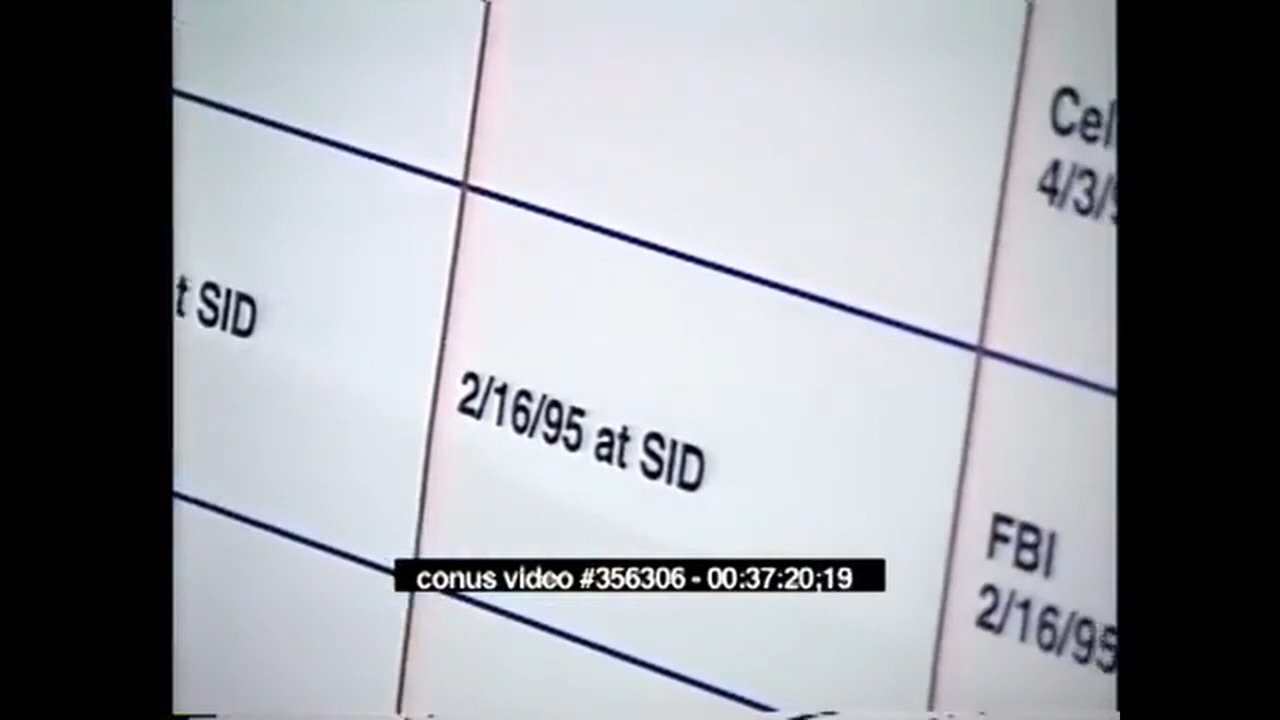 Cel
4/3/9
t SID
2/16/95 at SID
FBI
2/16/95
conus video #356306 - 00:37:20;19